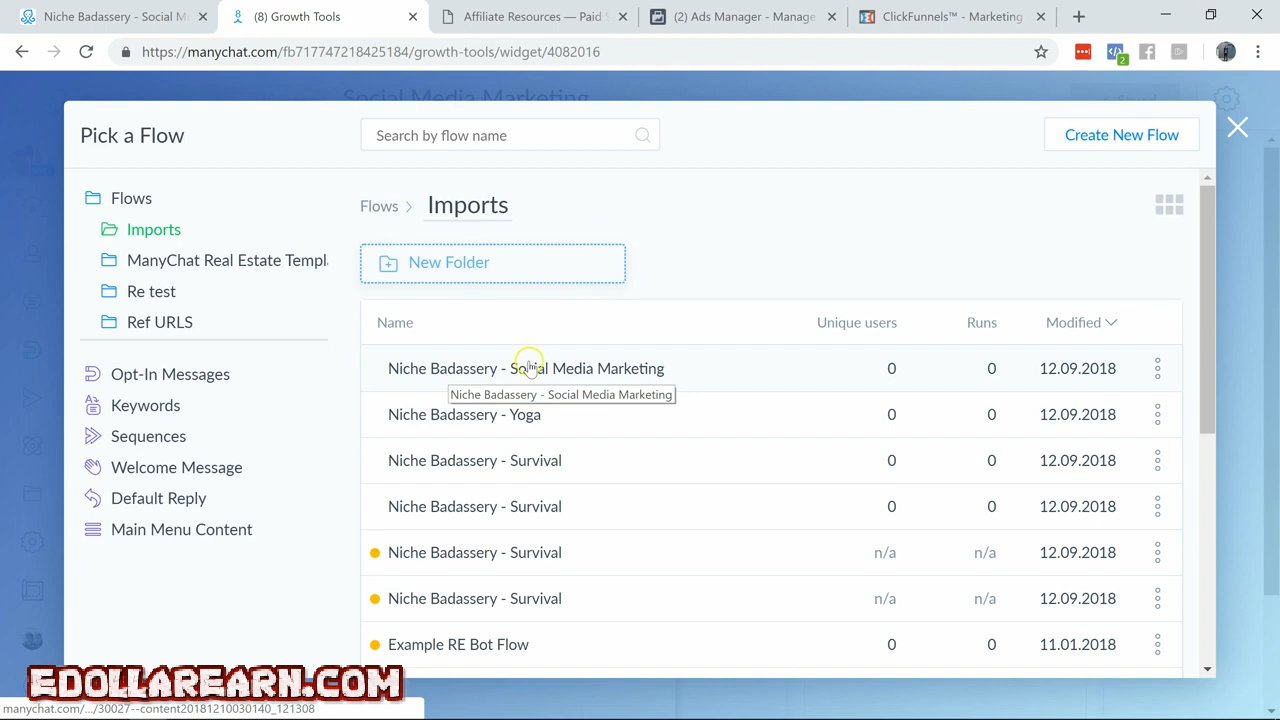 Niche Badassery - Social M
(8) Growth Tools
Affiliate Resources — Paid S
(2) Ads Manager - Manage
ClickFunnels™ - Marketing
https://manychat.com/fb717747218425184/growth-tools/widget/4082016
2
Social Media Marketing
Pick a Flow
Search by flow name
Create New Flow
Flows
Imports
ManyChat Real Estate Templ
Re test
Ref URLS
Opt-In Messages
Keywords
Sequences
Welcome Message
Default Reply
Main Menu Content
Flows > Imports
New Folder
Name Unique users Runs Modified
Niche Badassery - Social Media Marketing 0 0 12.09.2018
Niche Badassery - Social Media Marketing
Niche Badassery - Yoga 0 0 12.09.2018
Niche Badassery - Survival 0 0 12.09.2018
Niche Badassery - Survival 0 0 12.09.2018
Niche Badassery - Survival n/a n/a 12.09.2018
Niche Badassery - Survival n/a n/a 12.09.2018
Example RE Bot Flow 0 0 11.01.2018
EDOLLAREARN.COM
manychat.com/.../30027--content20181210030140_121308